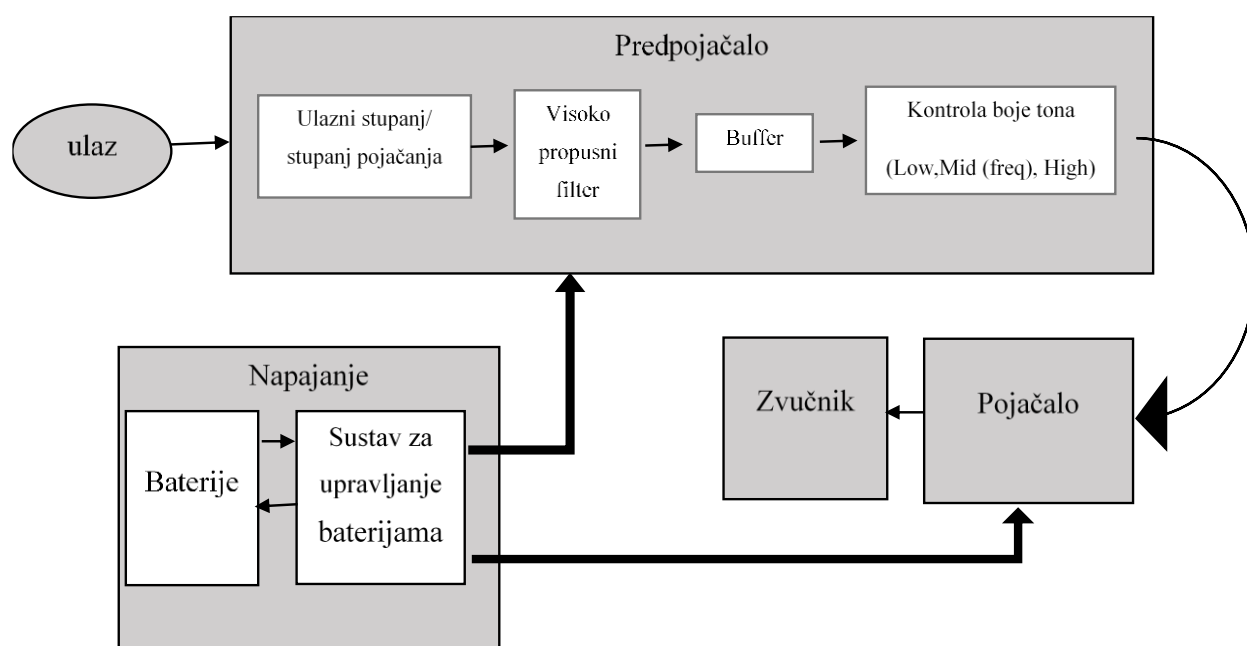 Predpojačalo
ulaz
Ulazni stupanj/
stupanj pojačanja
Visoko
propusni
filter
Buffer
Kontrola boje tona
(Low,Mid (freq), High)
Napajanje
Baterije
Sustav za
upravljanje
baterijama
Zvučnik
Pojačalo